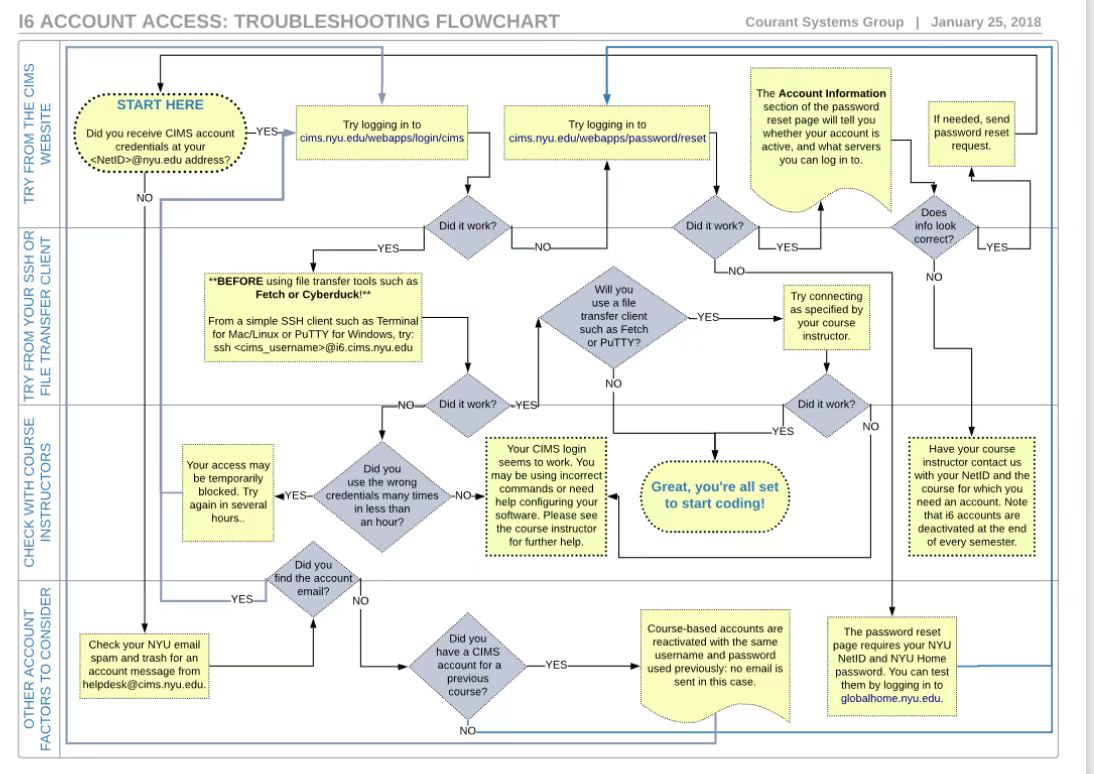 I6 ACCOUNT ACCESS: TROUBLESHOOTING FLOWCHART
Courant Systems Group | January 25, 2018
TRY FROM THE CIMS
WEBSITE
START HERE
Did you receive CIMS account
credentials at your
<NetID>@nyu.edu address?
YES
NO
Try logging in to
cims.nyu.edu/webapps/login/cims
Try logging in to
cims.nyu.edu/webapps/password/reset
The Account Information
section of the password
reset page will tell you
whether your account is
active, and what servers
you can log in to.
If needed, send
password reset
request.
Did it work?
YES
NO
Did it work?
YES
NO
Does
info look
correct?
YES
NO
TRY FROM YOUR SSH OR
FILE TRANSFER CLIENT
**BEFORE using file transfer tools such as
Fetch or Cyberduck!**
From a simple SSH client such as Terminal
for Mac/Linux or PuTTY for Windows, try:
ssh <cims_username>@i6.cims.nyu.edu
Will you
use a file
transfer client
such as Fetch
or PuTTY?
YES
NO
Try connecting
as specified by
your course
instructor.
Did it work?
NO
YES
Did it work?
YES
NO
CHECK WITH COURSE
INSTRUCTORS
Your access may
be temporarily
blocked. Try
again in several
hours..
YES
Did you
use the wrong
credentials many times
in less than
an hour?
NO
Your CIMS login
seems to work. You
may be using incorrect
commands or need
help configuring your
software. Please see
the course instructor
for further help.
Great, you're all set
to start coding!
Have your course
instructor contact us
with your NetID and the
course for which you
need an account. Note
that i6 accounts are
deactivated at the end
of every semester.
OTHER ACCOUNT
FACTORS TO CONSIDER
Did you
find the account
email?
YES
NO
Check your NYU email
spam and trash for an
account message from
helpdesk@cims.nyu.edu.
Did you
have a CIMS
account for a
previous
course?
YES
NO
Course-based accounts are
reactivated with the same
username and password
used previously: no email is
sent in this case.
The password reset
page requires your NYU
NetID and NYU Home
password. You can test
them by logging in to
globalhome.nyu.edu.